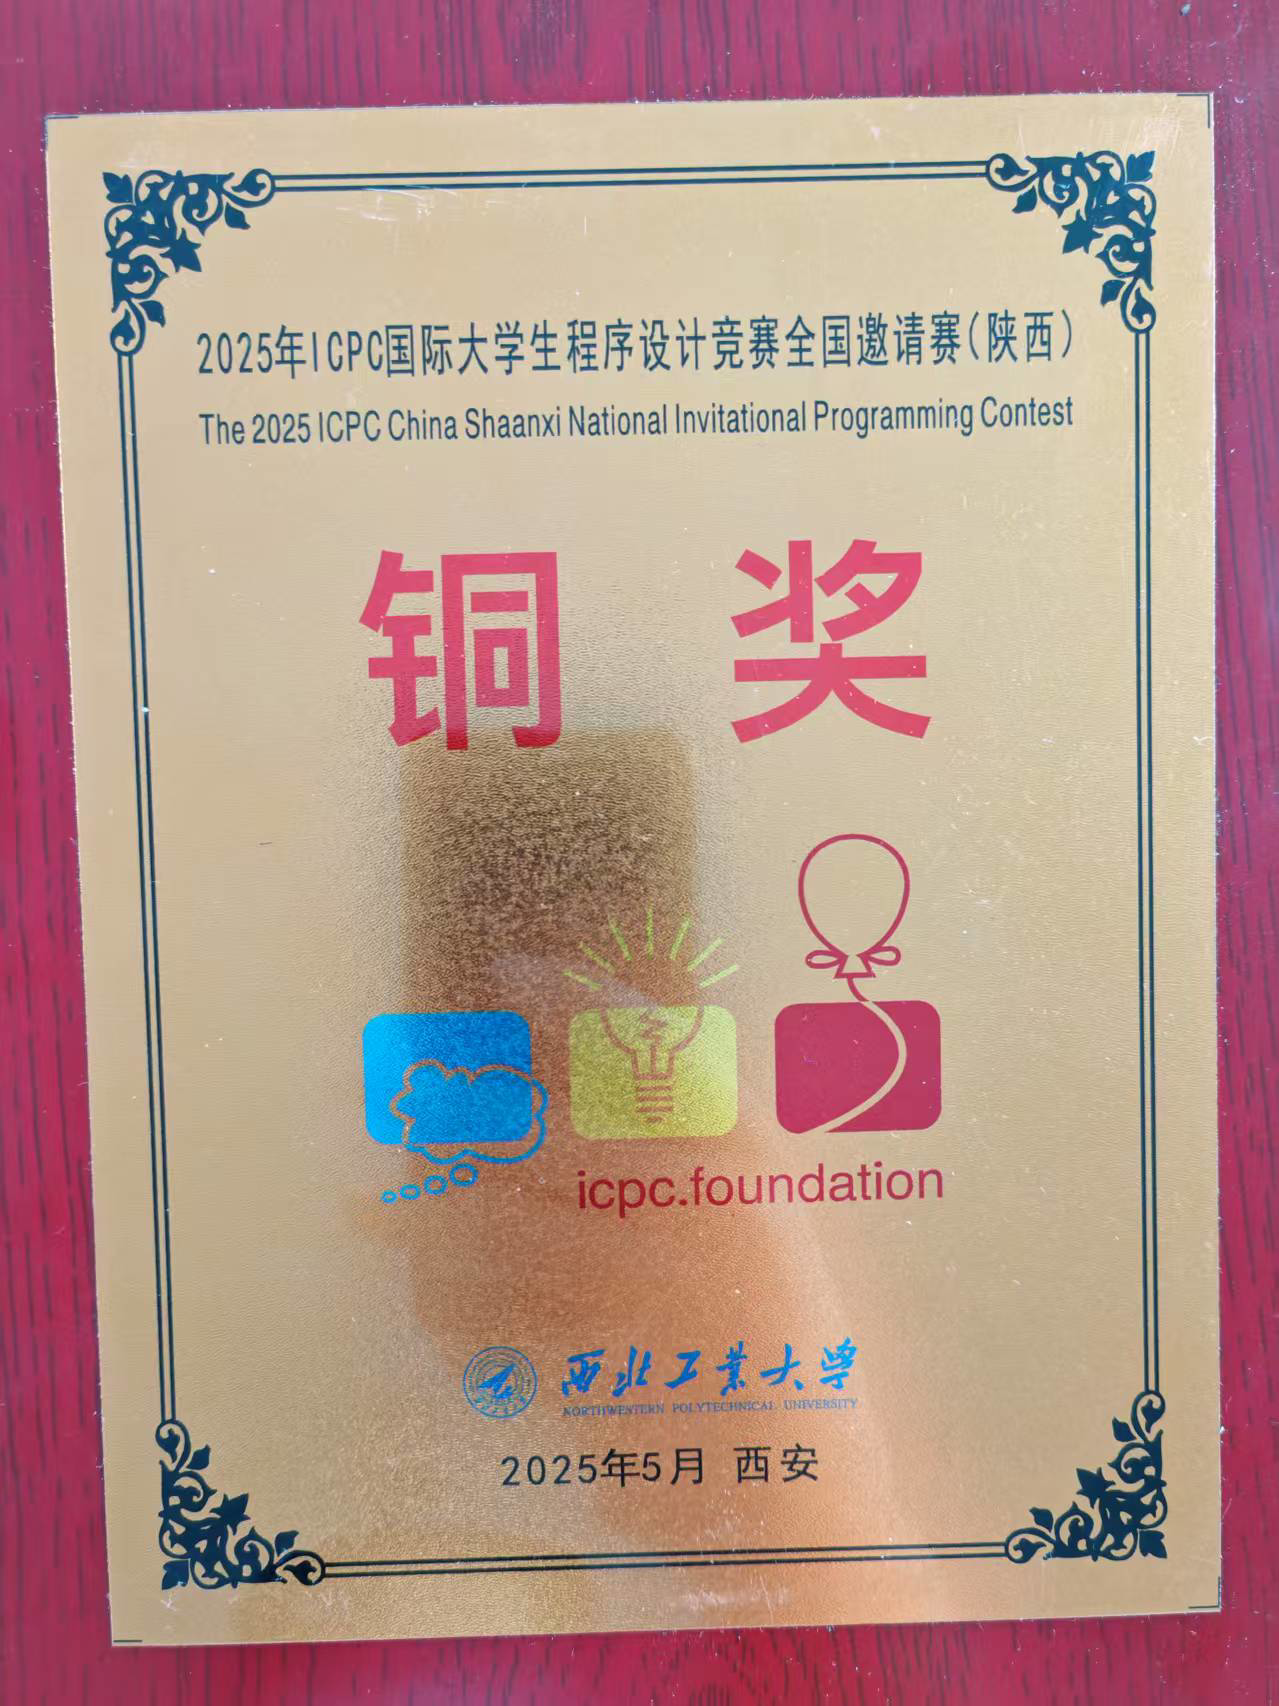 2025年ICPC国际大学生程序设计竞赛全国邀请赛(陕西)
The 2025 ICPC China Shaanxi National Invitational Programming Contest
铜 奖
icpc.foundation
西北工业大学
NORTHWESTERN POLYTECHNICAL UNIVERSITY
2025年5月 西安